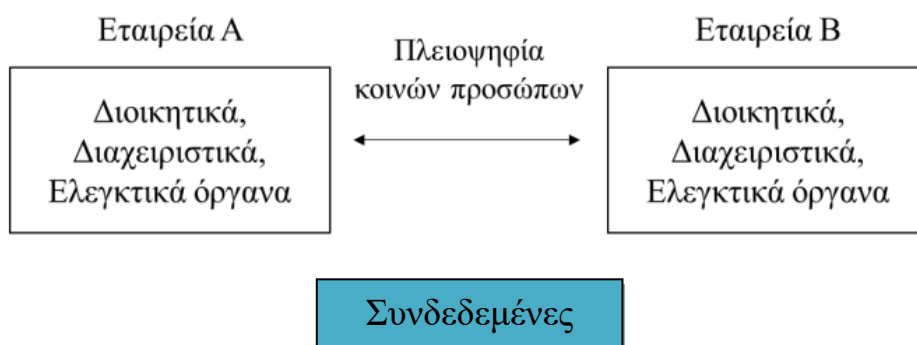 Εταιρεία Α
Πλειοψηφία
κοινών προσώπων
Εταιρεία Β
Διοικητικά,
Διαχειριστικά,
Ελεγκτικά όργανα
Διοικητικά,
Διαχειριστικά,
Ελεγκτικά όργανα
Συνδεδεμένες